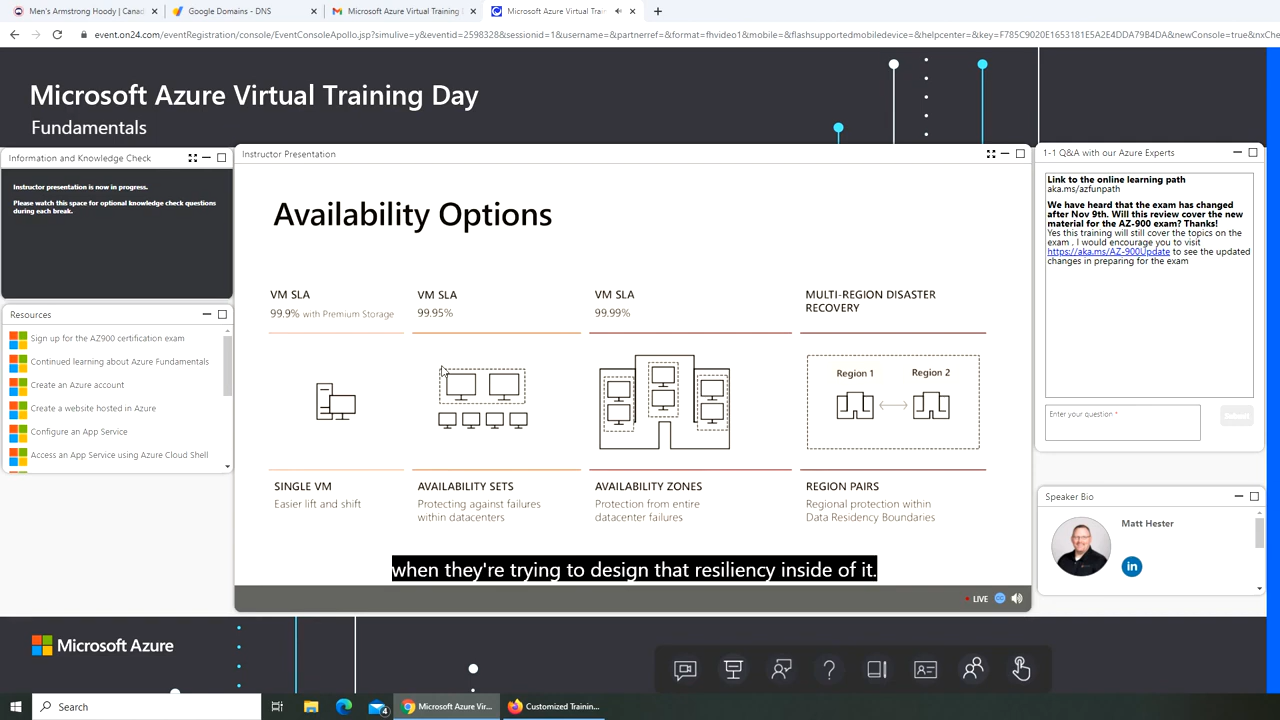 Men's Armstrong Hoody | Canad
Google Domains - DNS
Microsoft Azure Virtual Training D
Microsoft Azure Virtual Train
event.on24.com/eventRegistration/console/EventConsoleApollo.jsp?simulive=y&eventid=2598328&sessionid=1&username=&partnerref=&format=fhvideo1&mobile=&flashsupportedmobiledevice=&helpcenter=&key=F785C9020E1653181E5A2E4DDA79B4DA&newConsole=true&nxChe
Microsoft Azure Virtual Training Day
Fundamentals
Information and Knowledge Check
Instructor presentation is now in progress.
Please watch this space for optional knowledge check questions
during each break.
Resources
Sign up for the AZ900 certification exam
Continued learning about Azure Fundamentals
Create an Azure account
Create a website hosted in Azure
Configure an App Service
Access an App Service using Azure Cloud Shell
Instructor Presentation
Availability Options
VM SLA
99.9% with Premium Storage
VM SLA
99.95%
VM SLA
99.99%
MULTI-REGION DISASTER
RECOVERY
Region 1
Region 2
SINGLE VM
Easier lift and shift
AVAILABILITY SETS
Protecting against failures
within datacenters
AVAILABILITY ZONES
Protection from entire
datacenter failures
REGION PAIRS
Regional protection within
Data Residency Boundaries
when they're trying to design that resiliency inside of it.
LIVE
CC
1-1 Q&A with our Azure Experts
Link to the online learning path
aka.ms/azfunpath
We have heard that the exam has changed
after Nov 9th. Will this review cover the new
material for the AZ-900 exam? Thanks!
Yes this training will still cover the topics on the
exam , I would encourage you to visit
https://aka.ms/AZ-900Update to see the updated
changes in preparing for the exam
Enter your question *
Submit
Speaker Bio
Matt Hester
in
Microsoft Azure
Search
4
Microsoft Azure Vir...
Customized Trainin...